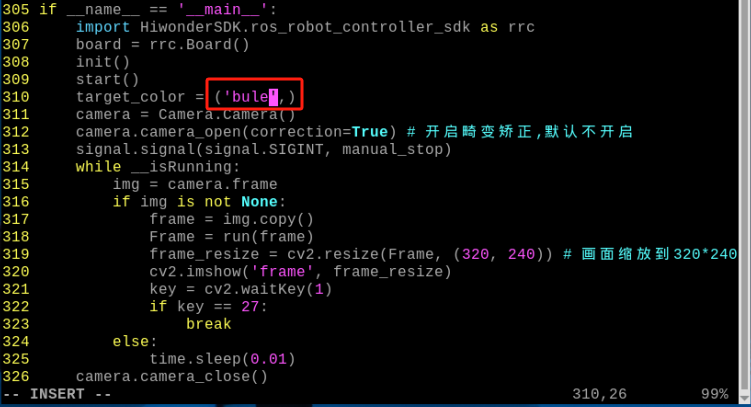 305 if __name__ == '__main__':
306     import HiwonderSDK.ros_robot_controller_sdk as rrc
307     board = rrc.Board()
308     init()
309     start()
310     target_color = ('bule',)
311     camera = Camera.Camera()
312     camera.camera_open(correction=True) # 开启畸变矫正,默认不开启
313     signal.signal(signal.SIGINT, manual_stop)
314     while __isRunning:
315         img = camera.frame
316         if img is not None:
317             frame = img.copy()
318             Frame = run(frame)
319             frame_resize = cv2.resize(Frame, (320, 240)) # 画面缩放到320*240
320             cv2.imshow('frame', frame_resize)
321             key = cv2.waitKey(1)
322             if key == 27:
323                 break
324         else:
325             time.sleep(0.01)
326     camera.camera_close()
-- INSERT -- 310,26 99%